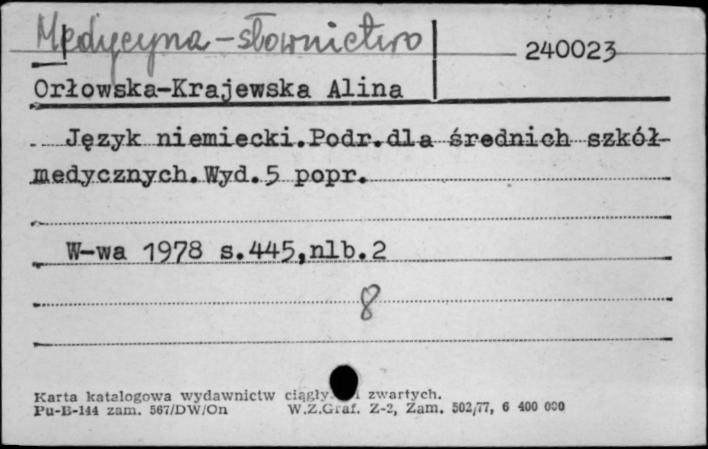 Medycyna - słownictwo
240023
Orłowska-Krajewska Alina
Język niemiecki.Podr.dla średnich szkół
medycznych.Wyd.5 popr.
W-wa 1978 s.445,nlb.2
8
Karta katalogowa wydawnictw zwartych.
Pu-B-144 zam. 567/DW/On W.Z.Graf. Z-2, Zam. 502/77, 6 400 000